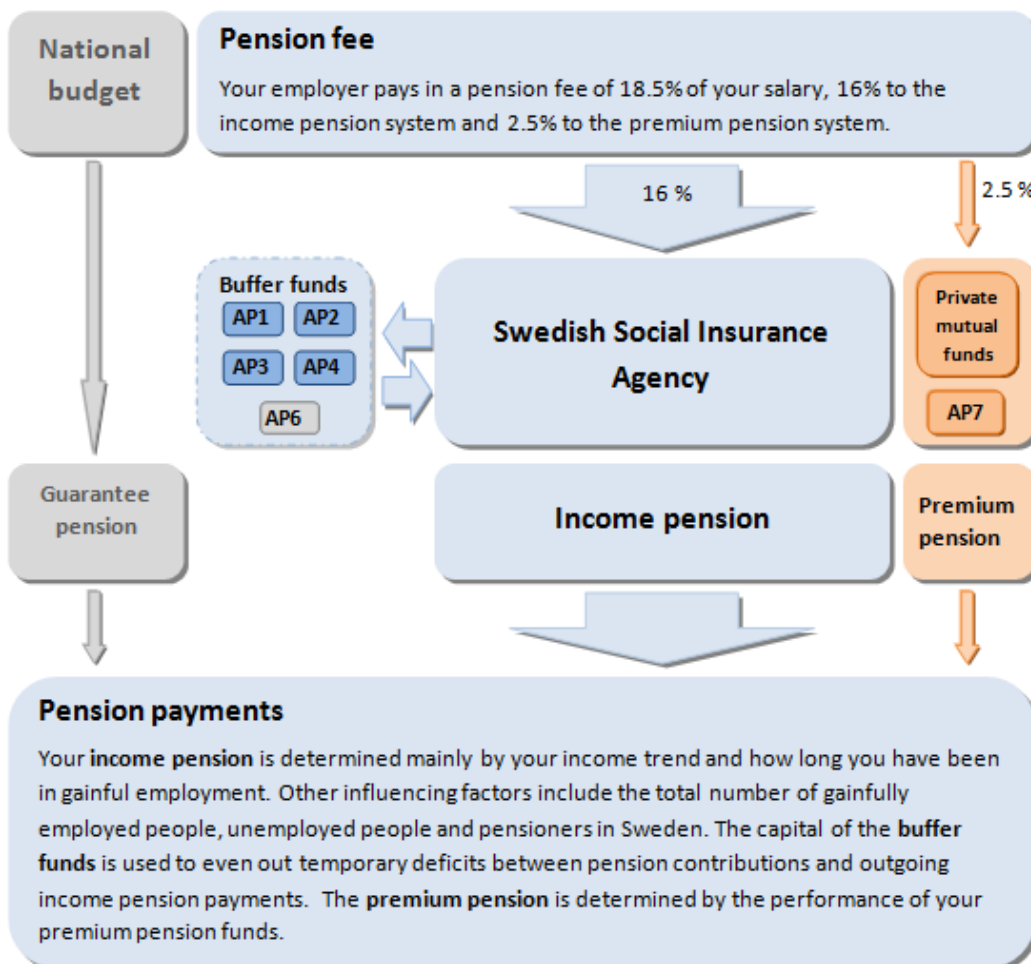 National
budget
Pension fee
Your employer pays in a pension fee of 18.5% of your salary, 16% to the
income pension system and 2.5% to the premium pension system.
16 %
2.5 %
Buffer funds
AP1 AP2
AP3 AP4
AP6
Swedish Social Insurance
Agency
Private
mutual
funds
AP7
Guarantee
pension
Income pension
Premium
pension
Pension payments
Your income pension is determined mainly by your income trend and how long you have been
in gainful employment. Other influencing factors include the total number of gainfully
employed people, unemployed people and pensioners in Sweden. The capital of the buffer
funds is used to even out temporary deficits between pension contributions and outgoing
income pension payments. The premium pension is determined by the performance of your
premium pension funds.